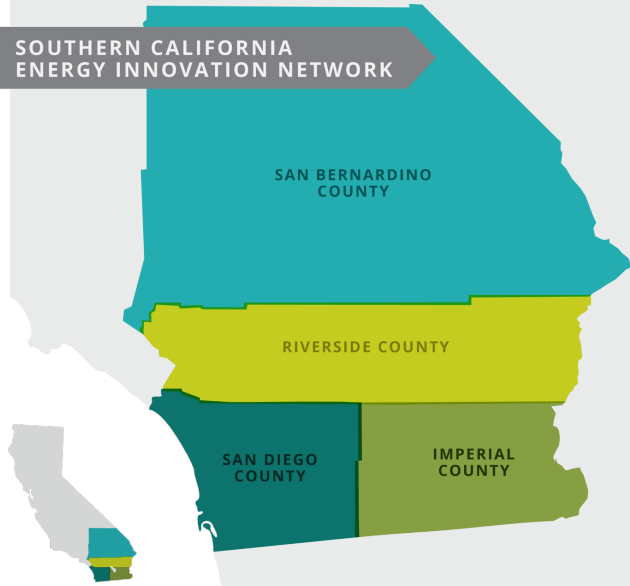 SOUTHERN CALIFORNIA
ENERGY INNOVATION NETWORK
SAN BERNARDINO
COUNTY
RIVERSIDE COUNTY
SAN DIEGO
COUNTY
IMPERIAL
COUNTY